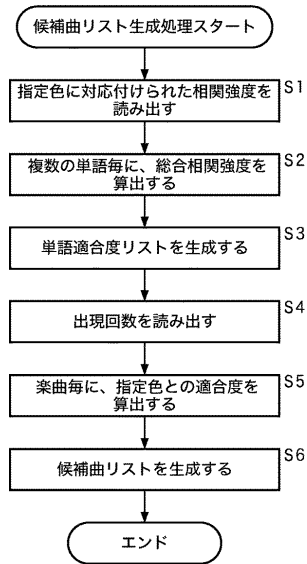 候補曲リスト生成処理スタート
S1
指定色に対応付けられた相関強度を
読み出す
S2
複数の単語毎に、総合相関強度を
算出する
S3
単語適合度リストを生成する
S4
出現回数を読み出す
S5
楽曲毎に、指定色との適合度を
算出する
S6
候補曲リストを生成する
エンド